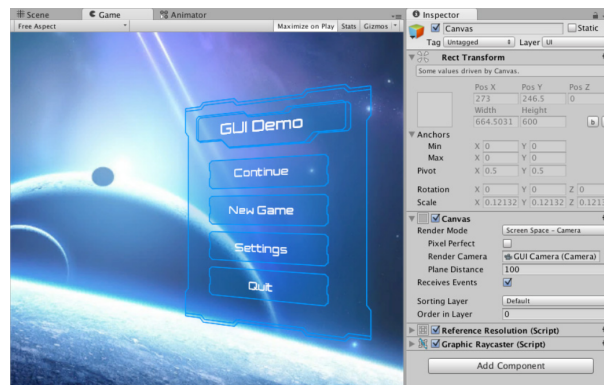 Scene Game Animator
Free Aspect Maximize on Play Stats Gizmos
GUI Demo
Continue
New Game
Settings
Quit
Inspector
Canvas Static
Tag Untagged Layer UI
Rect Transform
Some values driven by Canvas.
Pos X Pos Y Pos Z
273 246.5 0
Width Height
664.5031 600 b
Anchors
Min X 0 Y 0
Max X 0 Y 0
Pivot X 0.5 Y 0.5
Rotation X 0 Y 0 Z 0
Scale X 0.12132 Y 0.12132 Z
Canvas
Render Mode Screen Space - Camera
Pixel Perfect
Render Camera GUI Camera (Camera)
Plane Distance 100
Receives Events
Sorting Layer Default
Order in Layer 0
Reference Resolution (Script)
Graphic Raycaster (Script)
Add Component